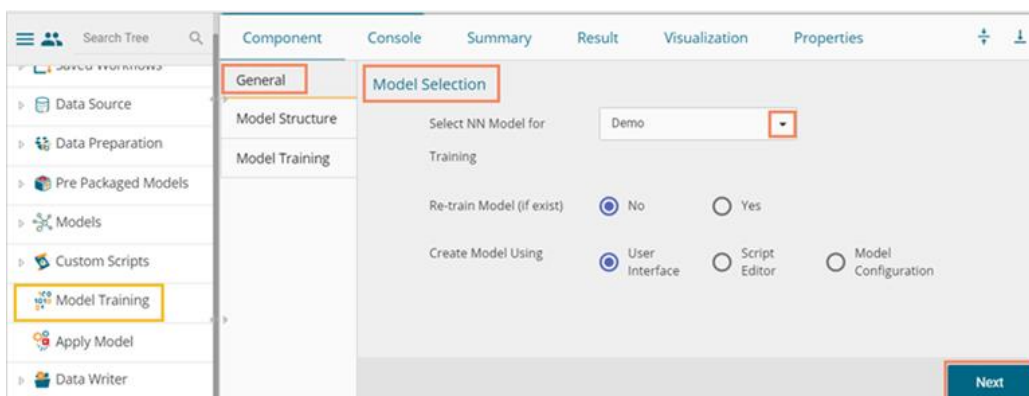 Search Tree
Component Console Summary Result Visualization Properties
Saved Workflows
Data Source
Data Preparation
Pre Packaged Models
Models
Custom Scripts
Model Training
Apply Model
Data Writer
General
Model Structure
Model Training
Model Selection
Select NN Model for
Training
Demo
Re-train Model (if exist)
No
Yes
Create Model Using
User
Interface
Script
Editor
Model
Configuration
Next